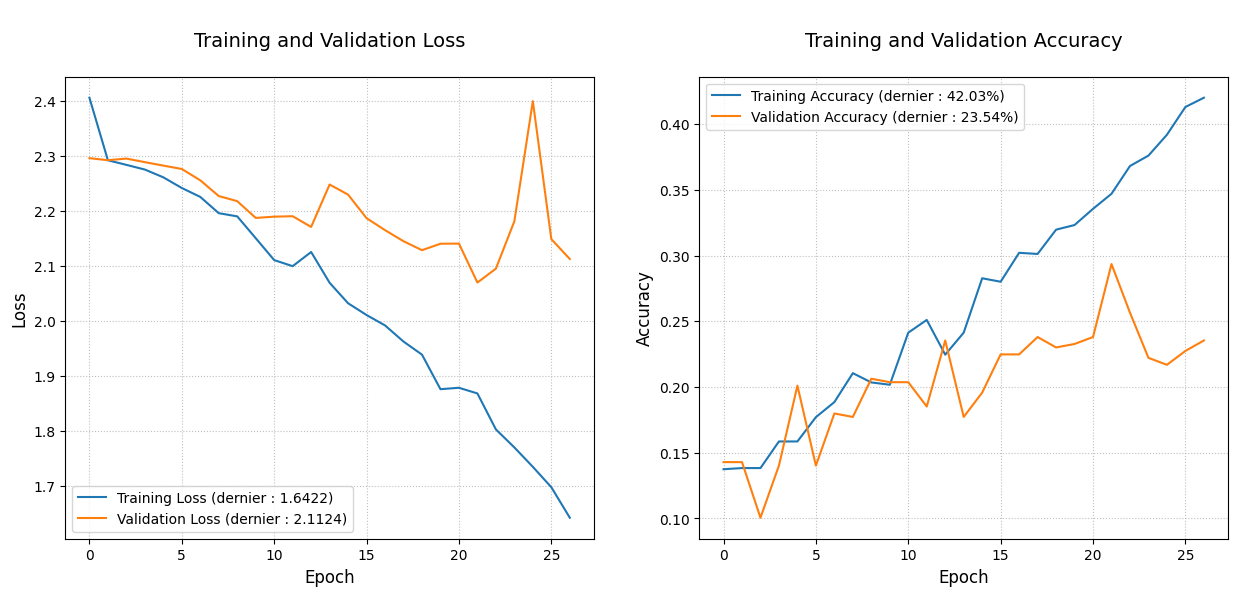 Training and Validation Loss
2.4
2.3
2.2
2.1
2.0
1.9
1.8
1.7
Loss
Training Loss (dernier : 1.6422)
Validation Loss (dernier : 2.1124)
0 5 10 15 20 25
Epoch
Training and Validation Accuracy
Training Accuracy (dernier : 42.03%)
Validation Accuracy (dernier : 23.54%)
0.40
0.35
0.30
0.25
0.20
0.15
0.10
Accuracy
0 5 10 15 20 25
Epoch